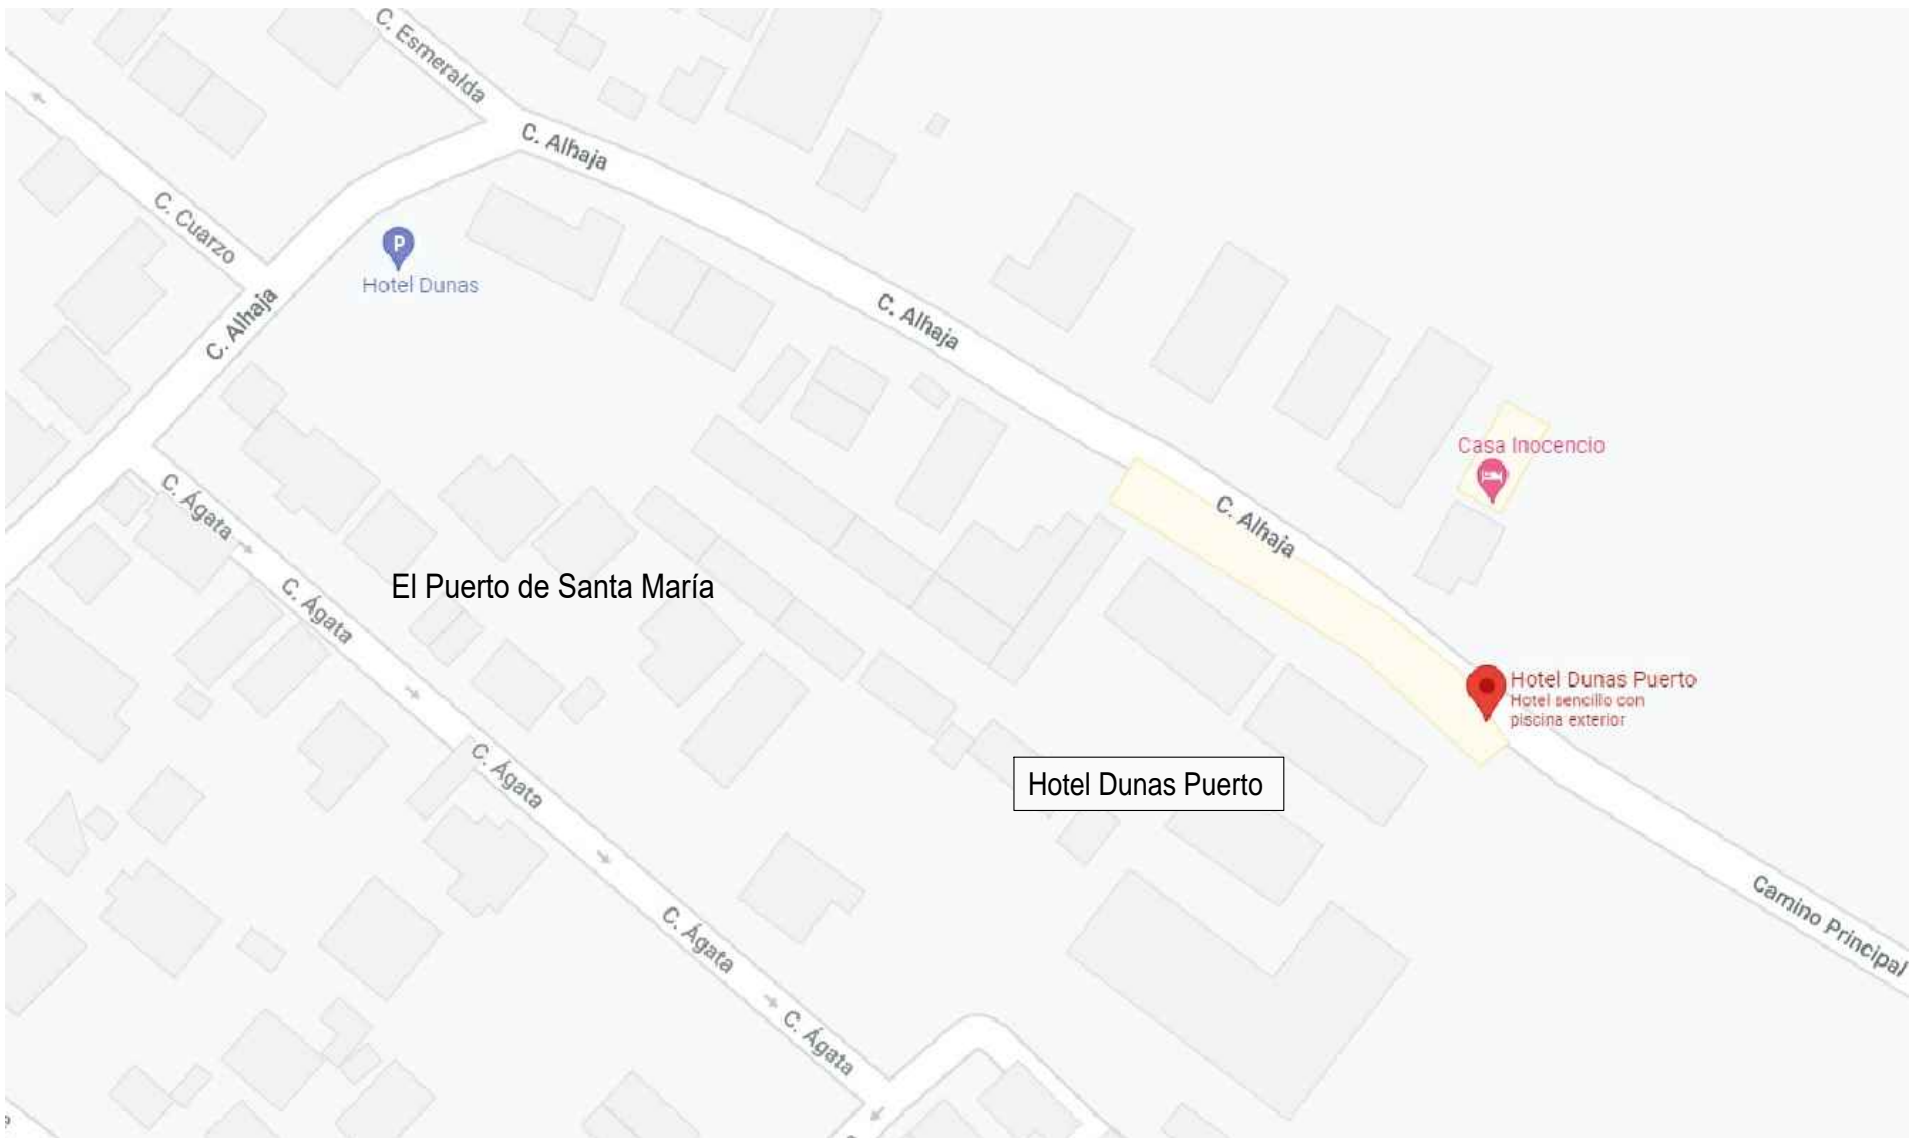 C. Esmeralda
C. Alhaja
C. Cuarzo
P
Hotel Dunas
C. Alhaja
C. Alhaja
Casa Inocencio
C. Ágata
C. Alhaja
El Puerto de Santa María
C. Ágata
Hotel Dunas Puerto
Hotel sencillo con
piscina exterior
C. Ágata
Hotel Dunas Puerto
C. Ágata
Camino Principal
C. Ágata